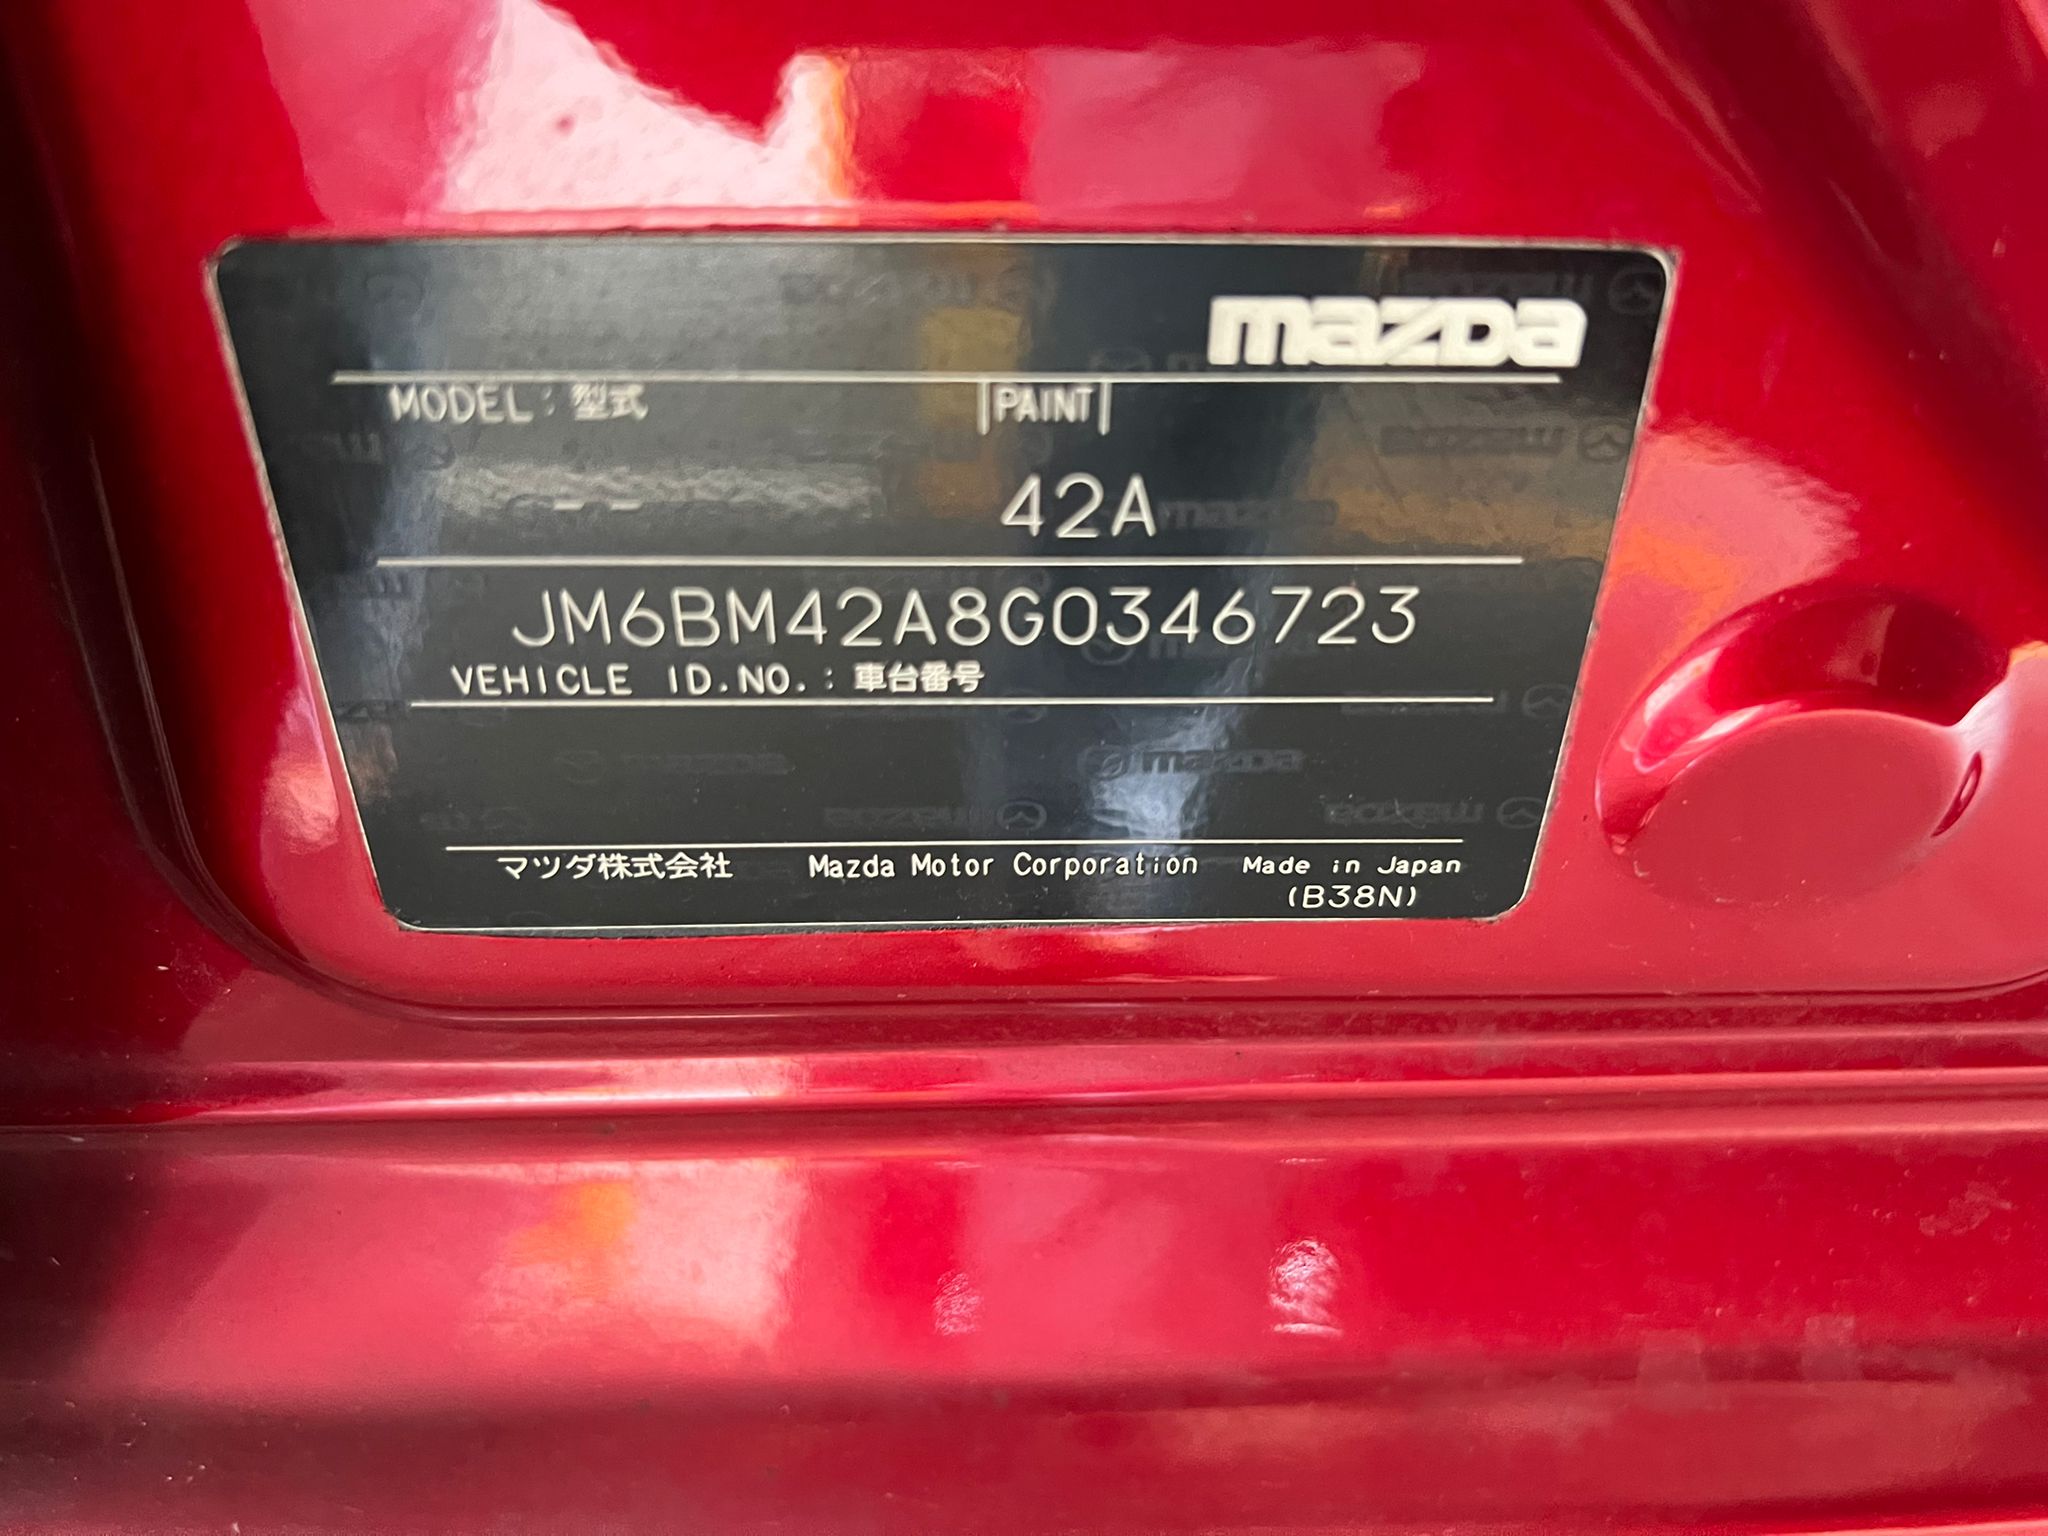 mazda
MODEL: 型式 |PAINT|
--- 42A
JM6BM42A8G0346723
VEHICLE ID.NO.: 車台番号
マツダ株式会社 Mazda Motor Corporation Made in Japan
(B38N)